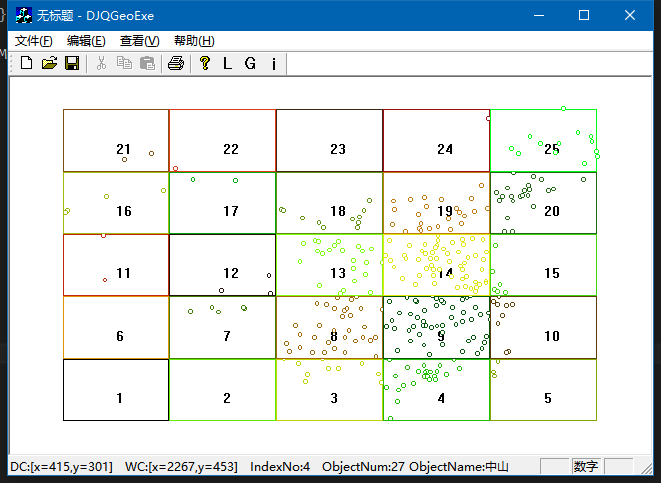 无标题 - DJQGeoExe
文件(F) 编辑(E) 查看(V) 帮助(H)
? L G i
21 22 23 24 25
16 17 18 19 20
11 12 13 14 15
6 7 8 9 10
1 2 3 4 5
DC:[x=415,y=301] WC:[x=2267,y=453] IndexNo:4 ObjectNum:27 ObjectName:中山 数字